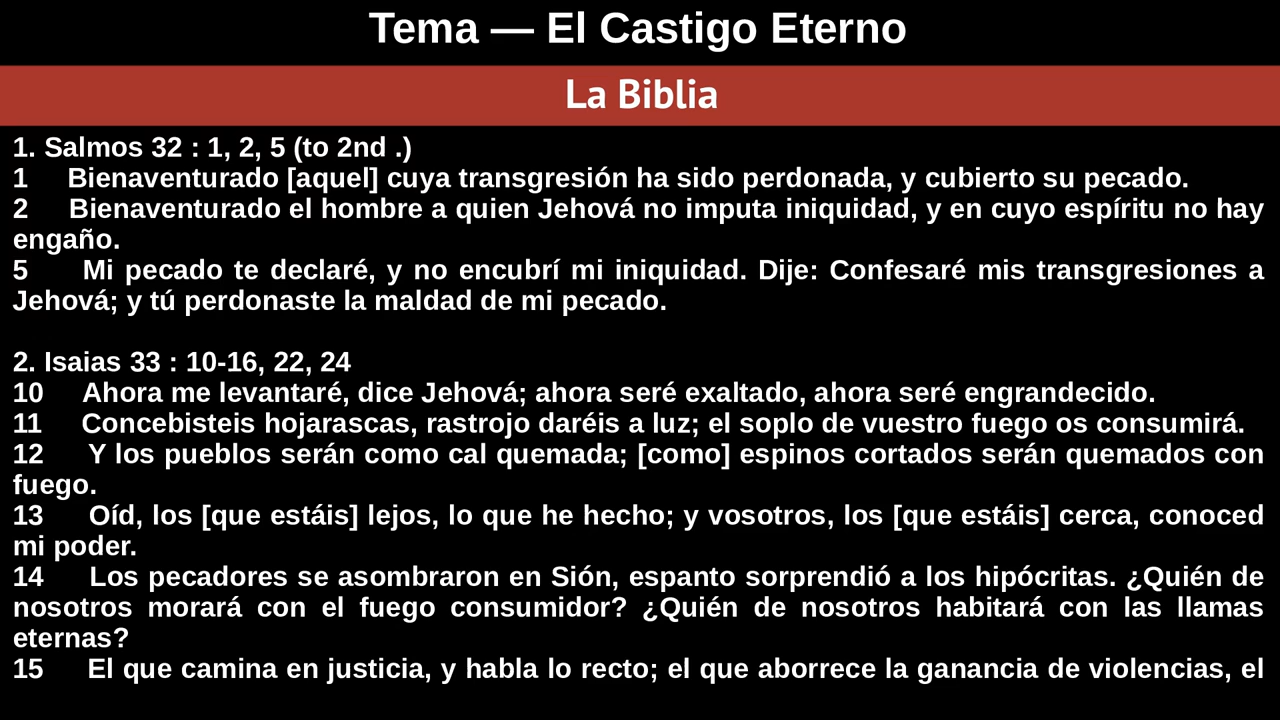 Tema — El Castigo Eterno
La Biblia
1. Salmos 32 : 1, 2, 5 (to 2nd .)
1 Bienaventurado [aquel] cuya transgresión ha sido perdonada, y cubierto su pecado.
2 Bienaventurado el hombre a quien Jehová no imputa iniquidad, y en cuyo espíritu no hay
engaño.
5 Mi pecado te declaré, y no encubrí mi iniquidad. Dije: Confesaré mis transgresiones a
Jehová; y tú perdonaste la maldad de mi pecado.
2. Isaias 33 : 10-16, 22, 24
10 Ahora me levantaré, dice Jehová; ahora seré exaltado, ahora seré engrandecido.
11 Concebisteis hojarascas, rastrojo daréis a luz; el soplo de vuestro fuego os consumirá.
12 Y los pueblos serán como cal quemada; [como] espinos cortados serán quemados con
fuego.
13 Oíd, los [que estáis] lejos, lo que he hecho; y vosotros, los [que estáis] cerca, conoced
mi poder.
14 Los pecadores se asombraron en Sión, espanto sorprendió a los hipócritas. ¿Quién de
nosotros morará con el fuego consumidor? ¿Quién de nosotros habitará con las llamas
eternas?
15 El que camina en justicia, y habla lo recto; el que aborrece la ganancia de violencias, el